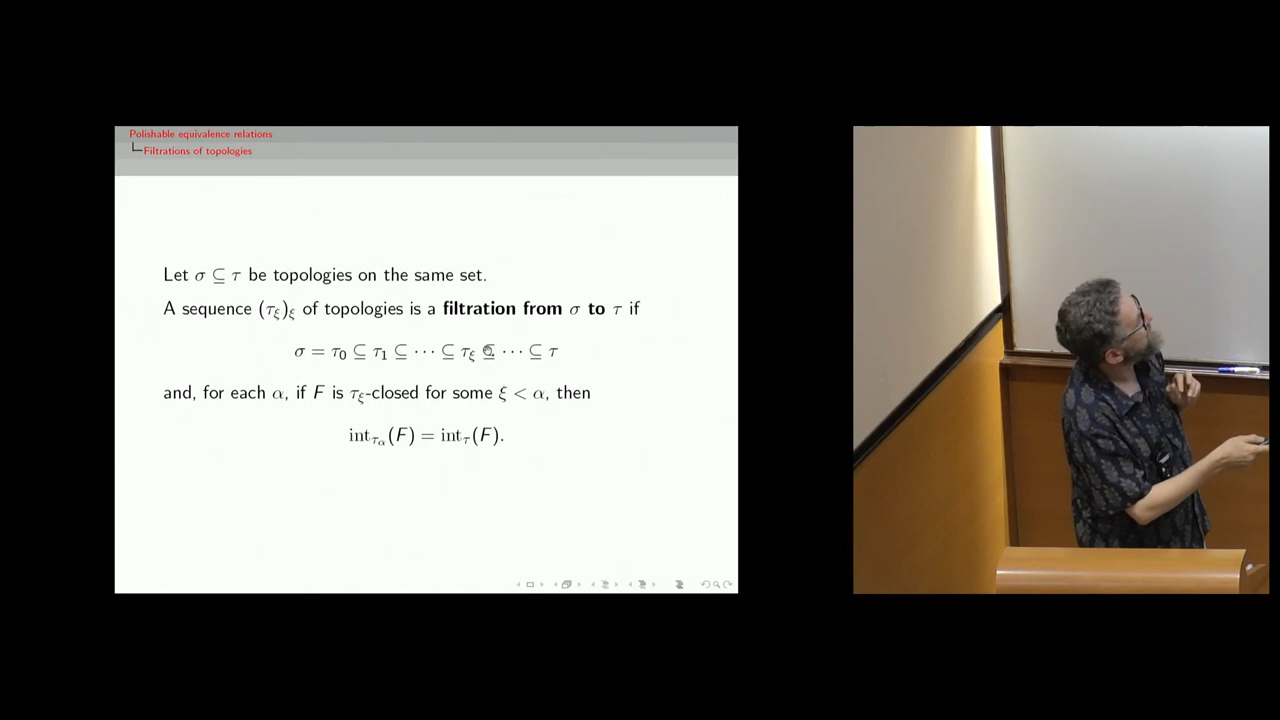 Polishable equivalence relations
Filtrations of topologies
Let σ ⊆ τ be topologies on the same set.
A sequence (τ_ξ)_ξ of topologies is a filtration from σ to τ if
σ = τ_0 ⊆ τ_1 ⊆ ⋯ ⊆ τ_ξ ⊆ ⋯ ⊆ τ
and, for each α, if F is τ_ξ-closed for some ξ < α, then
int_{τ_α}(F) = int_τ(F).